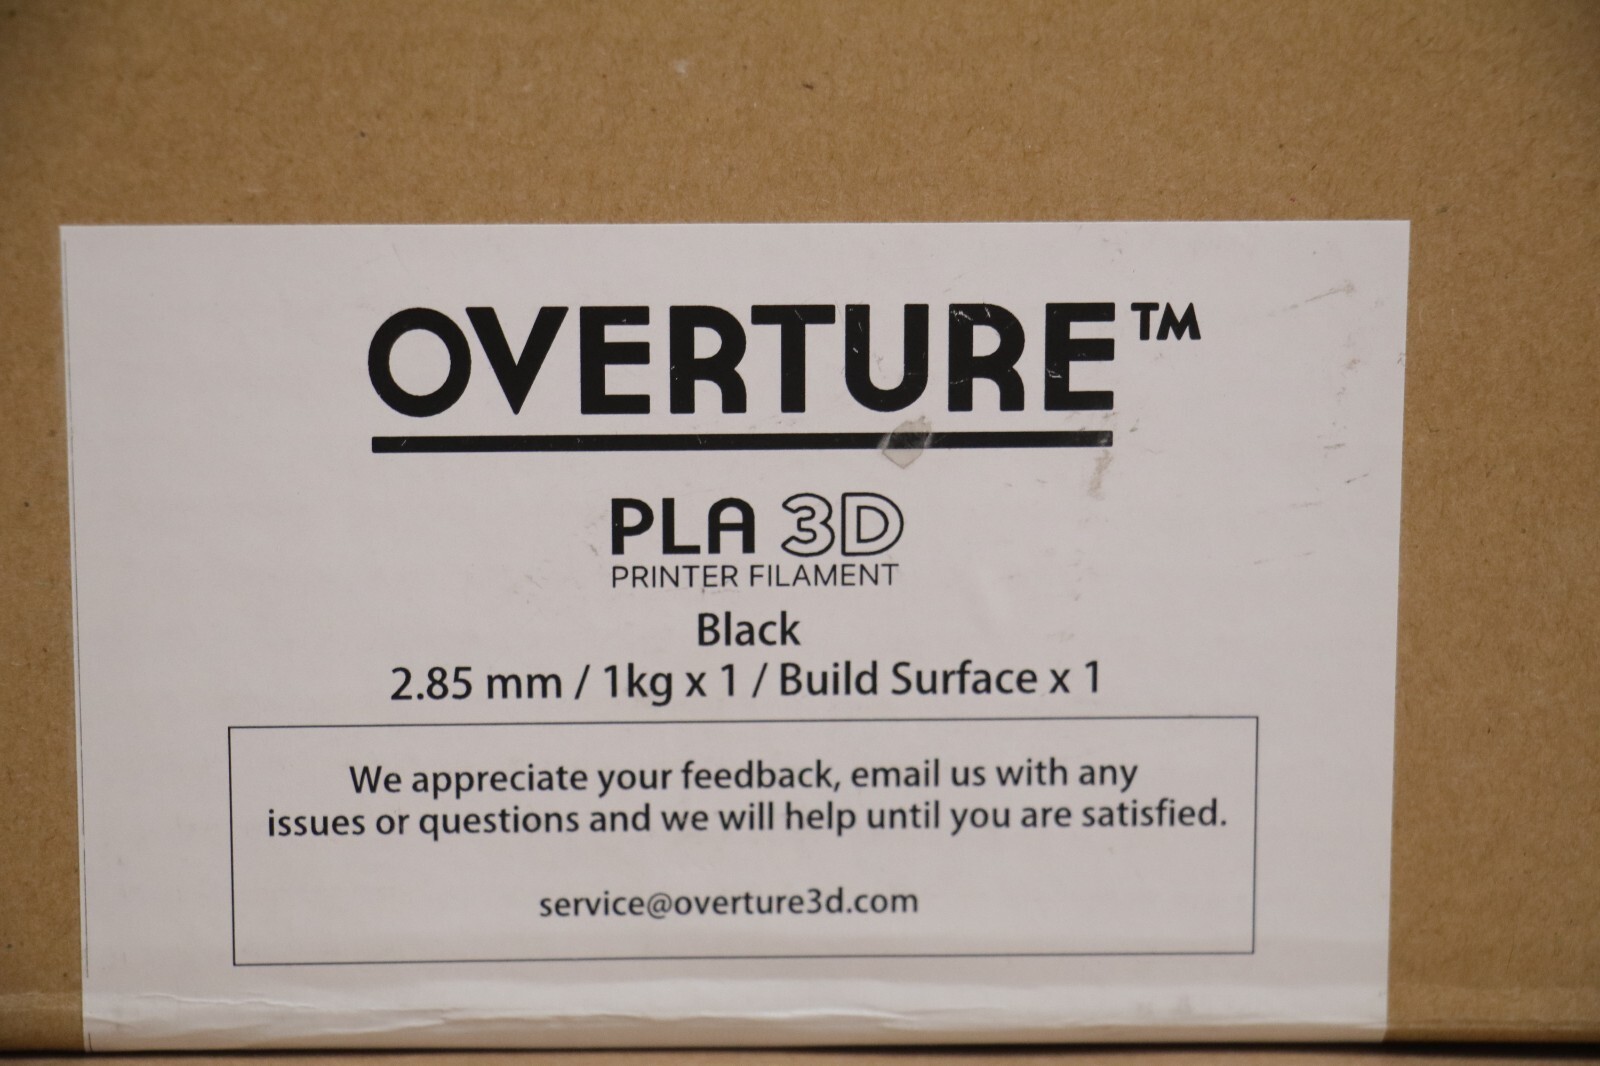 OVERTURE™
PLA 3D
PRINTER FILAMENT
Black
2.85 mm / 1kg x 1 / Build Surface x 1
We appreciate your feedback, email us with any
issues or questions and we will help until you are satisfied.
service@overture3d.com